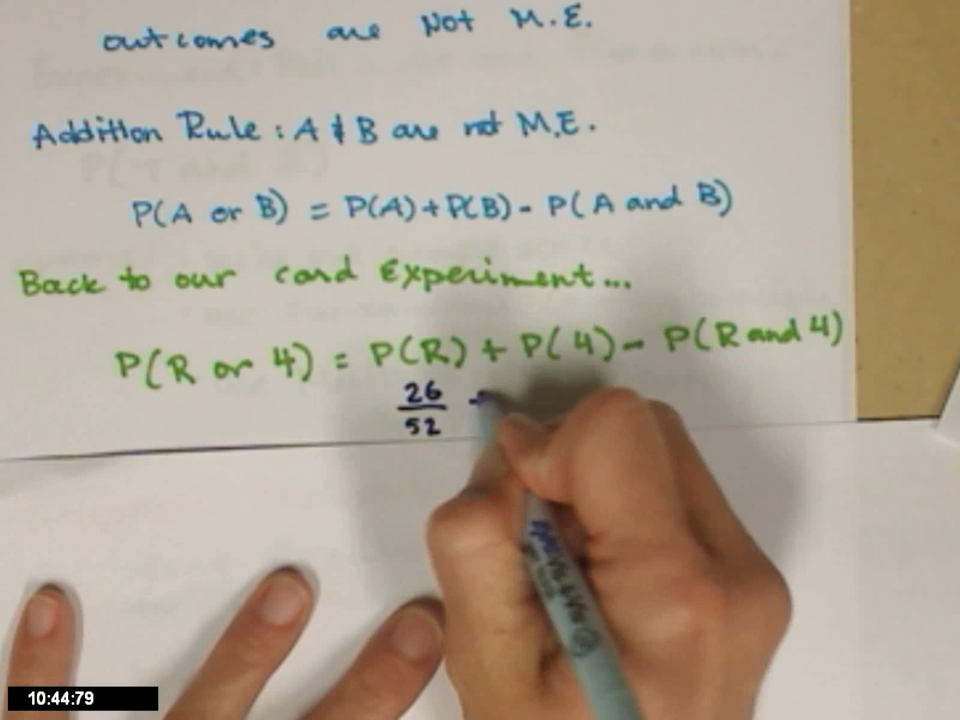 outcomes are Not M.E.
Addition Rule : A & B are not M.E.
P(A or B) = P(A)+P(B) - P(A and B)
Back to our card Experiment...
P(R or 4) = P(R) + P(4) - P(R and 4)
26
52
10:44:79